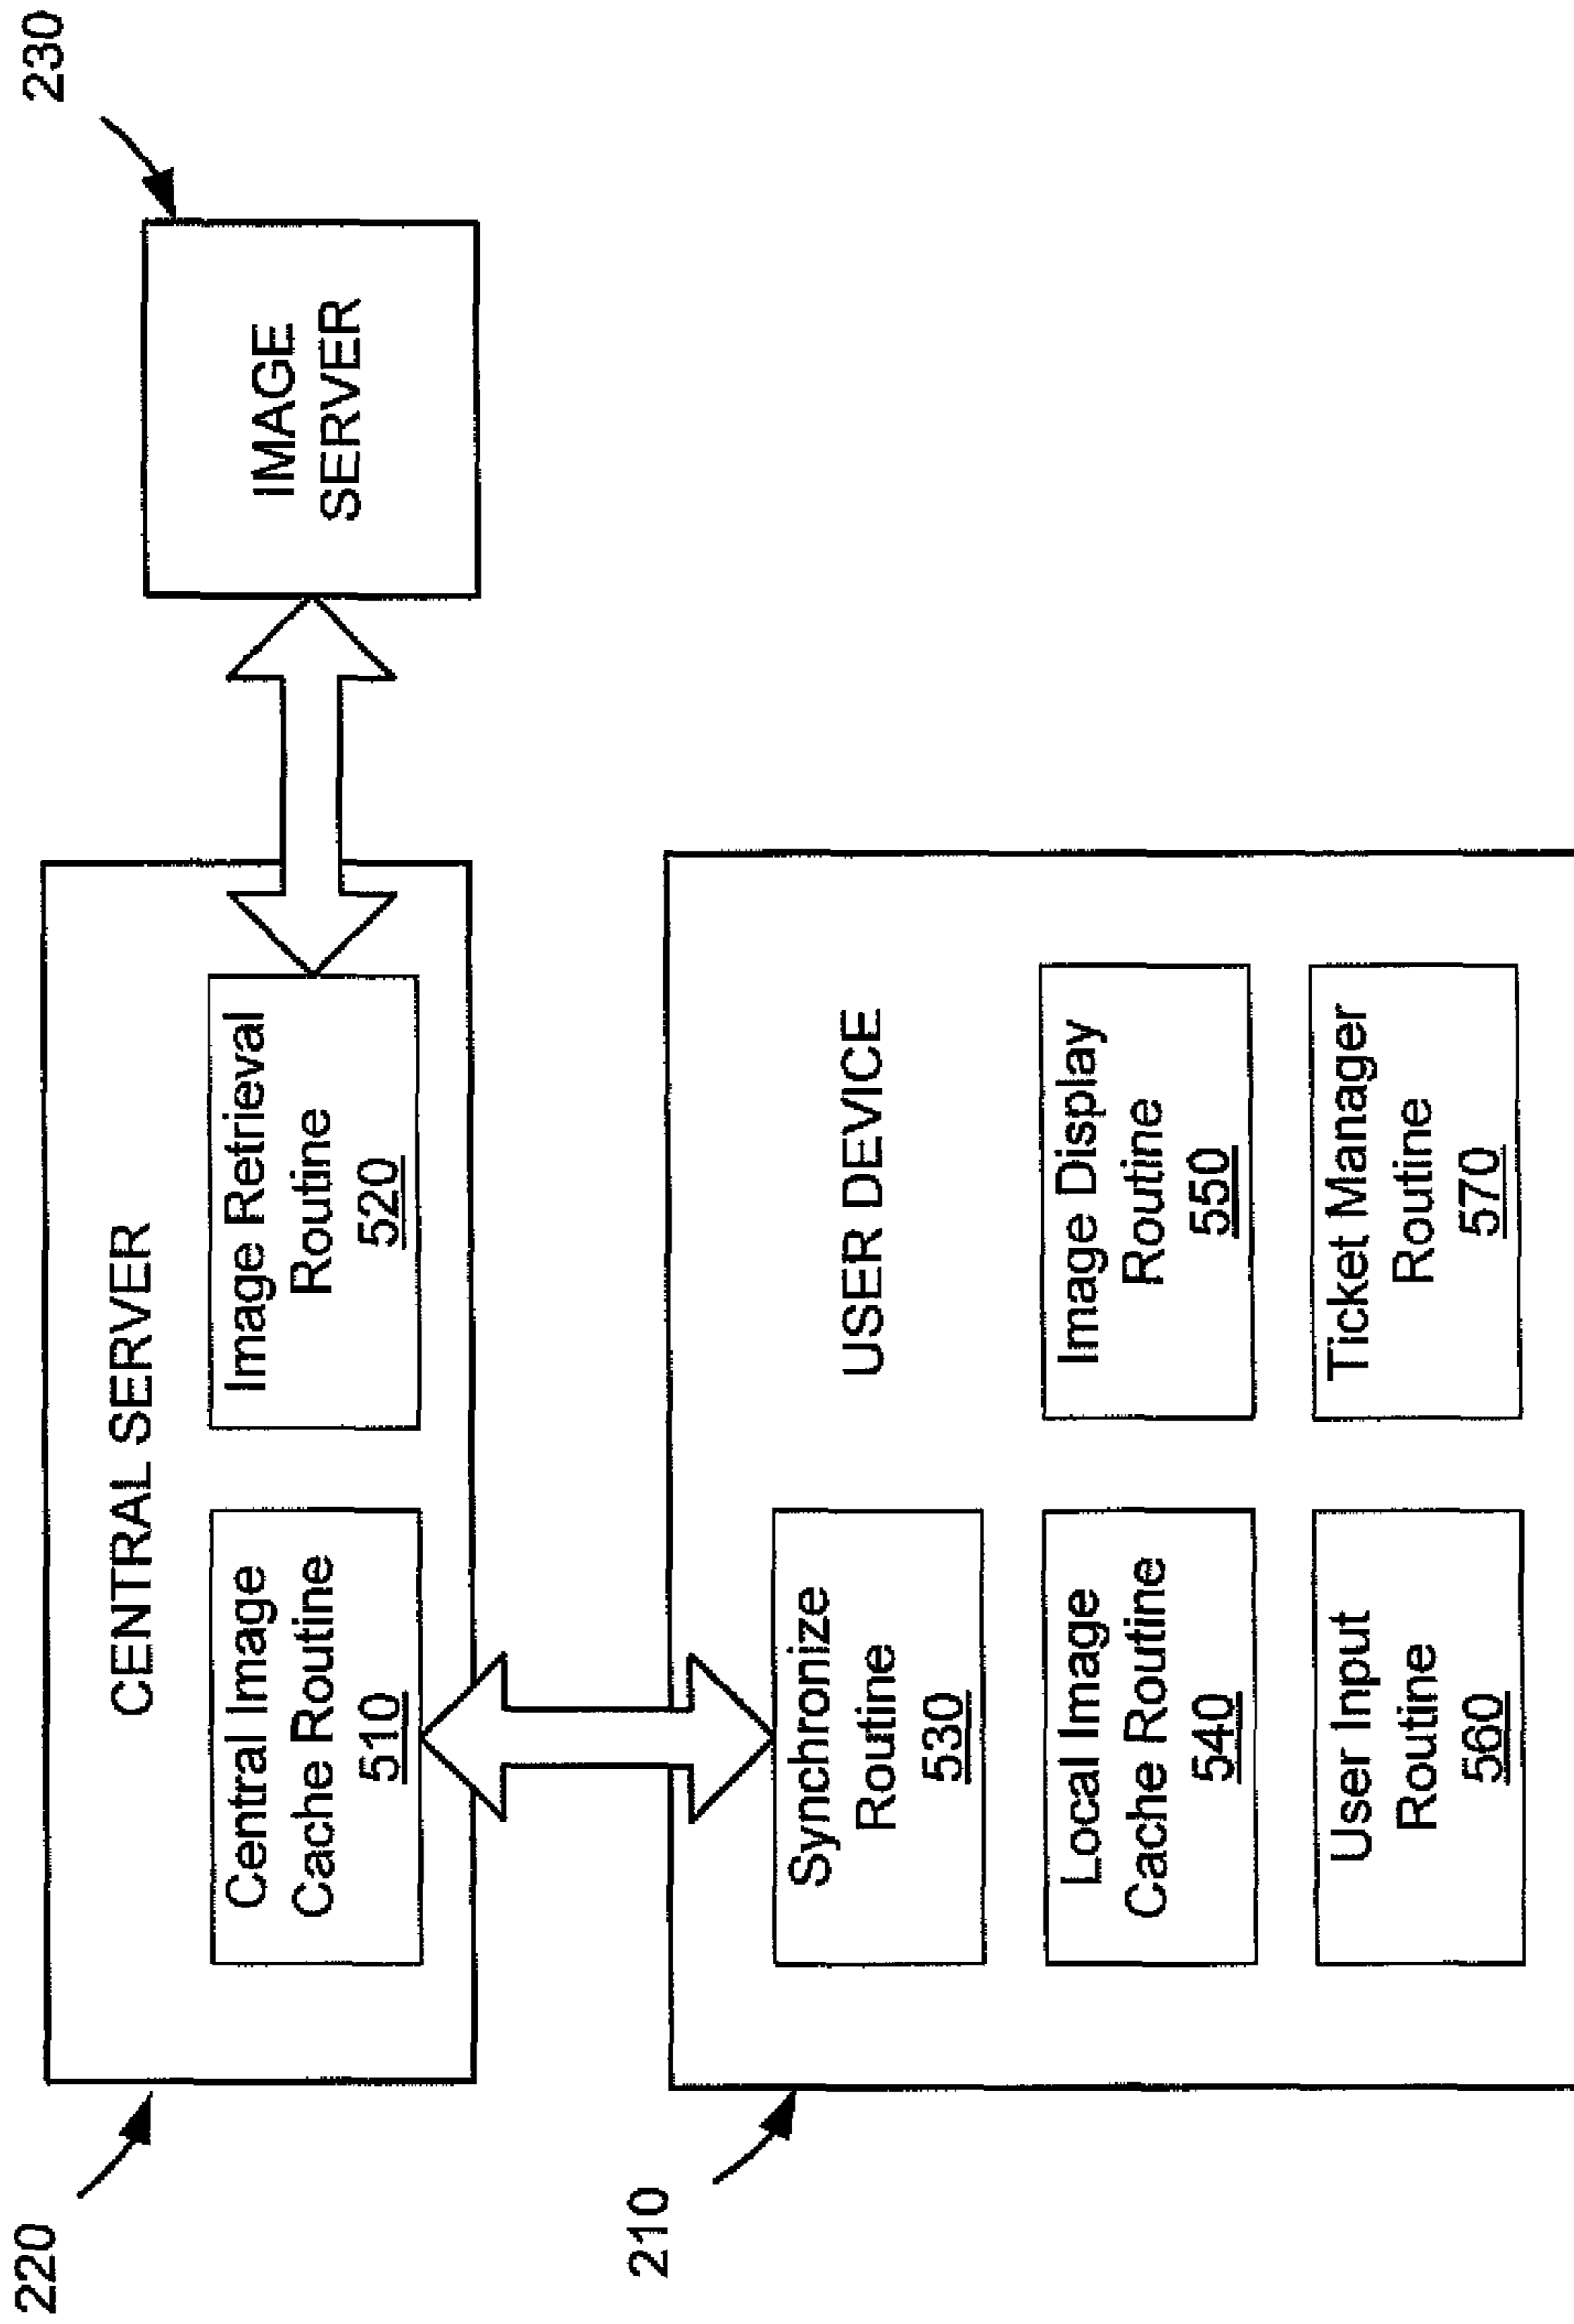 220
CENTRAL SERVER
Central Image
Cache Routine
510
Image Retrieval
Routine
520
230
IMAGE
SERVER
210
USER DEVICE
Synchronize
Routine
530
Local Image
Cache Routine
540
Image Display
Routine
550
User Input
Routine
560
Ticket Manager
Routine
570